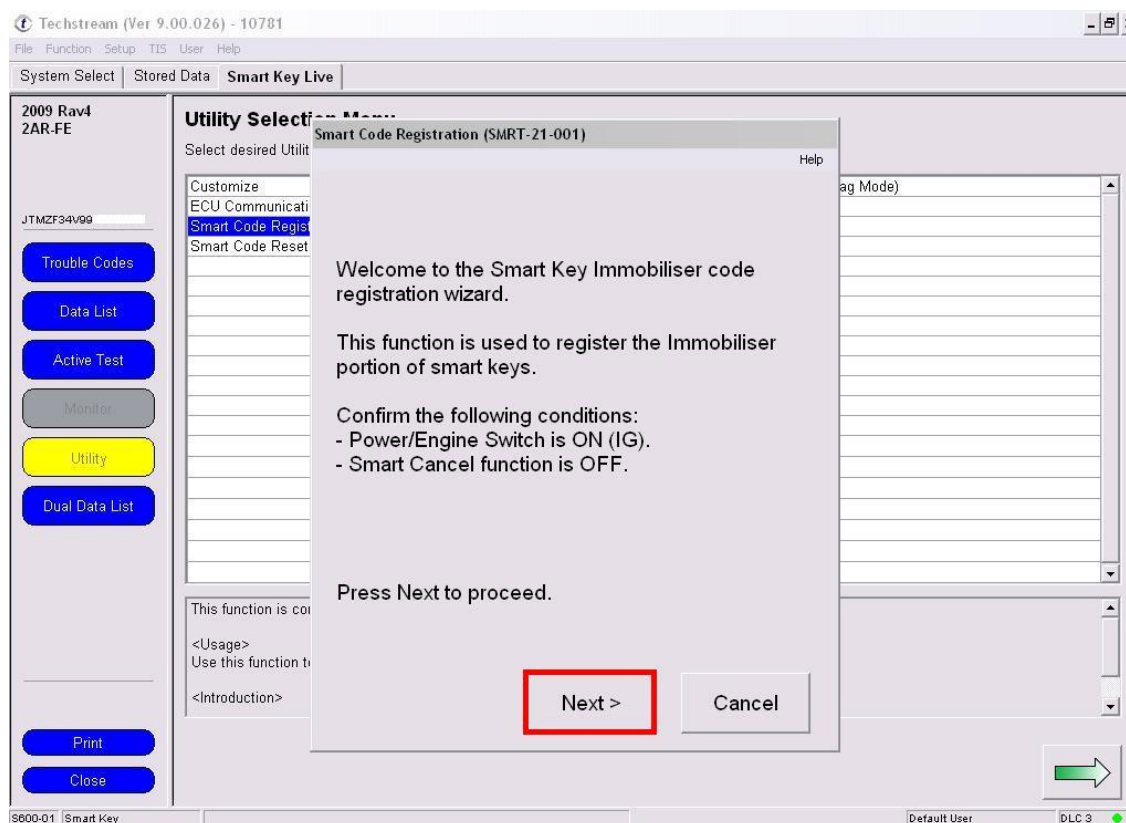 Techstream (Ver 9.00.026) - 10781
File Function Setup TIS User Help
System Select Stored Data Smart Key Live
2009 Rav4
2AR-FE
JTMZF34V99
Trouble Codes
Data List
Active Test
Monitor
Utility
Dual Data List
Print
Close
Utility Selection Menu
Select desired Utilit
Customize
ag Mode)
ECU Communicati
Smart Code Regist
Smart Code Reset
Smart Code Registration (SMRT-21-001)
Help
Welcome to the Smart Key Immobiliser code
registration wizard.
This function is used to register the Immobiliser
portion of smart keys.
Confirm the following conditions:
- Power/Engine Switch is ON (IG).
- Smart Cancel function is OFF.
Press Next to proceed.
Next > Cancel
This function is co
<Usage>
Use this function t
<Introduction>
S600-01 Smart Key Default User DLC 3